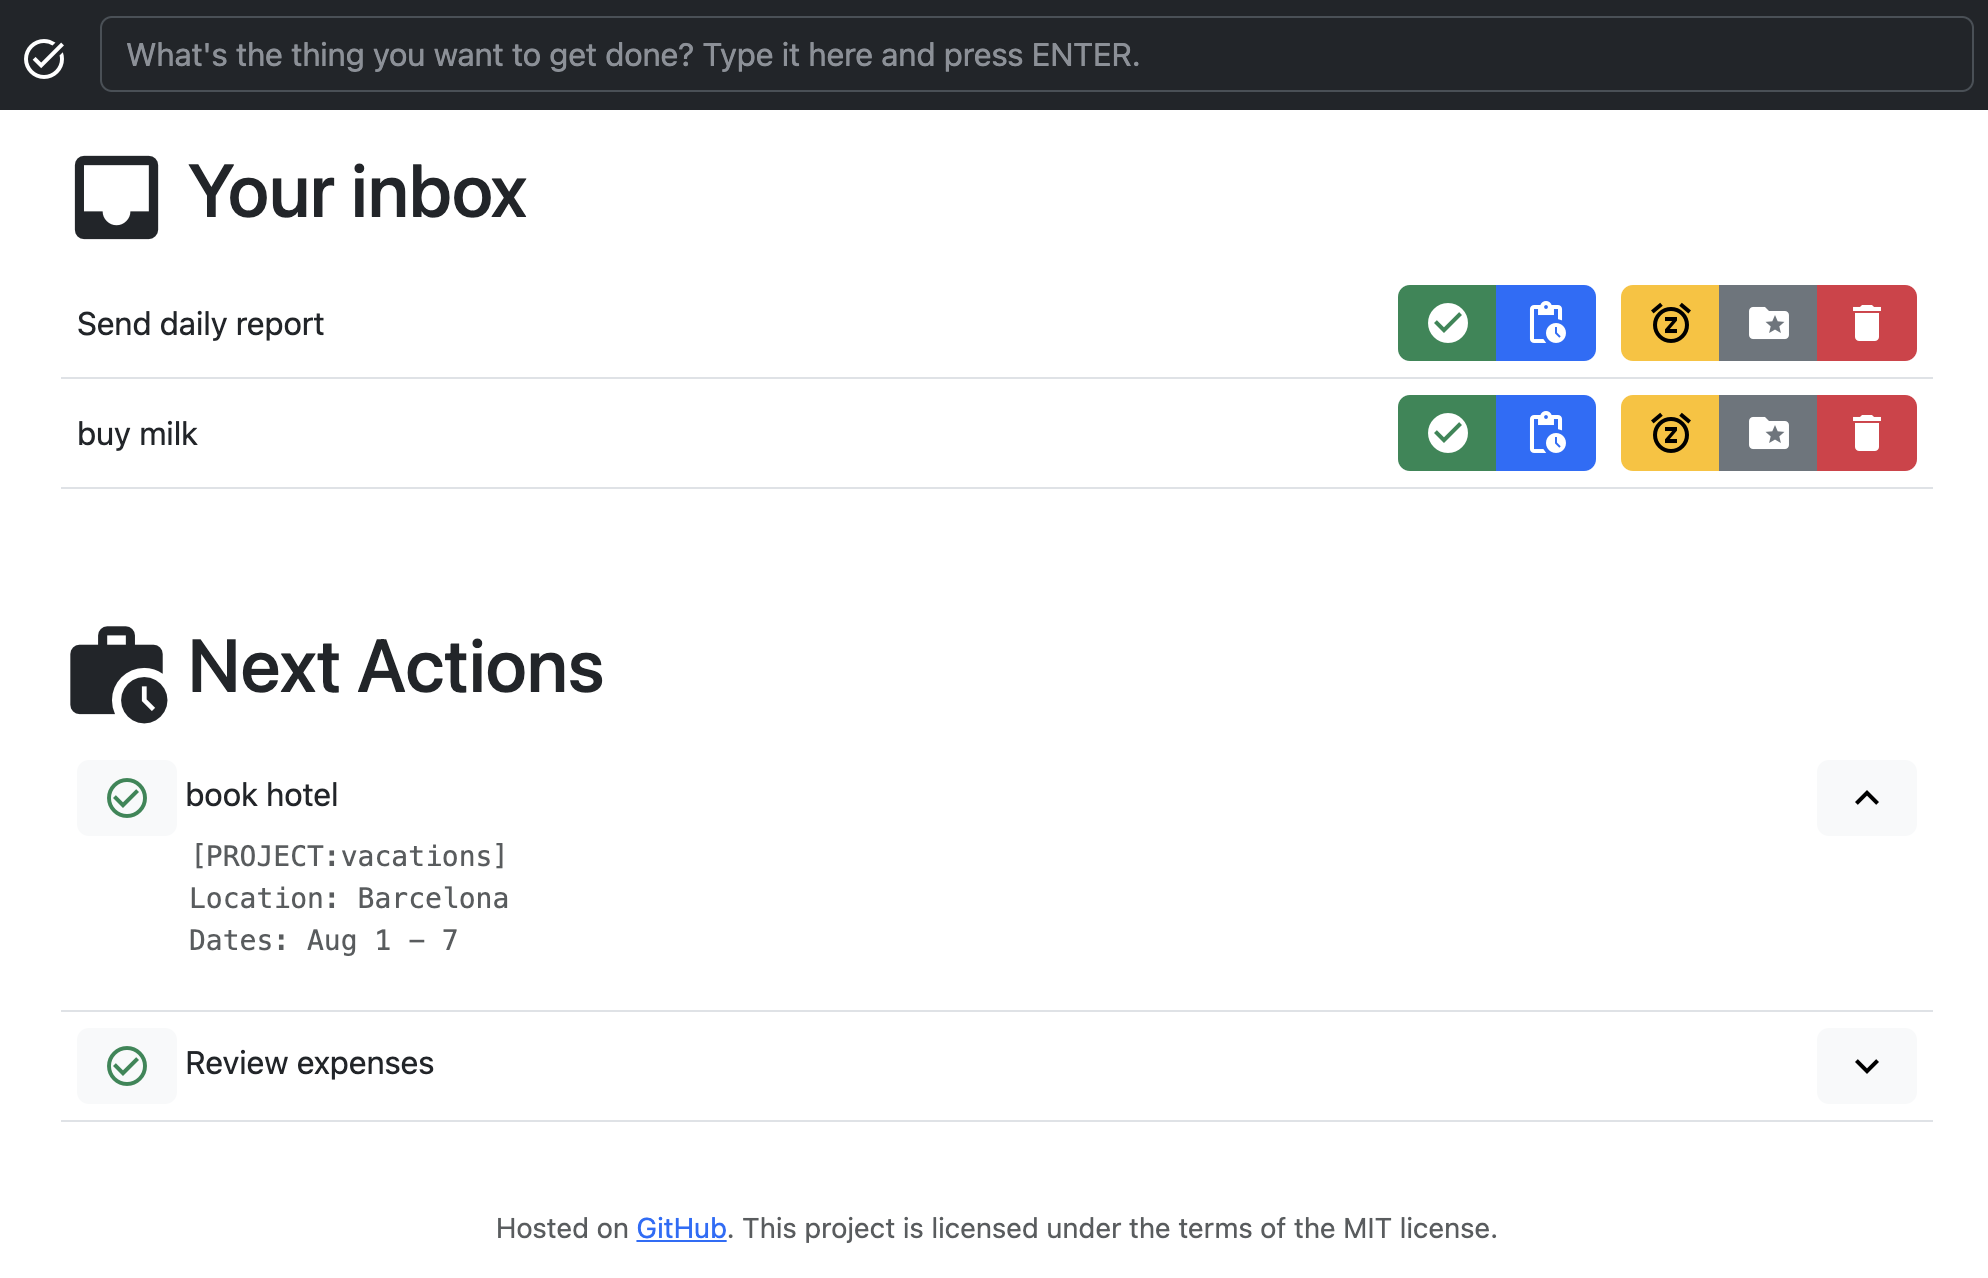 What's the thing you want to get done? Type it here and press ENTER.
Your inbox
Send daily report
buy milk
Next Actions
book hotel
[PROJECT:vacations]
Location: Barcelona
Dates: Aug 1 – 7
Review expenses
Hosted on GitHub. This project is licensed under the terms of the MIT license.